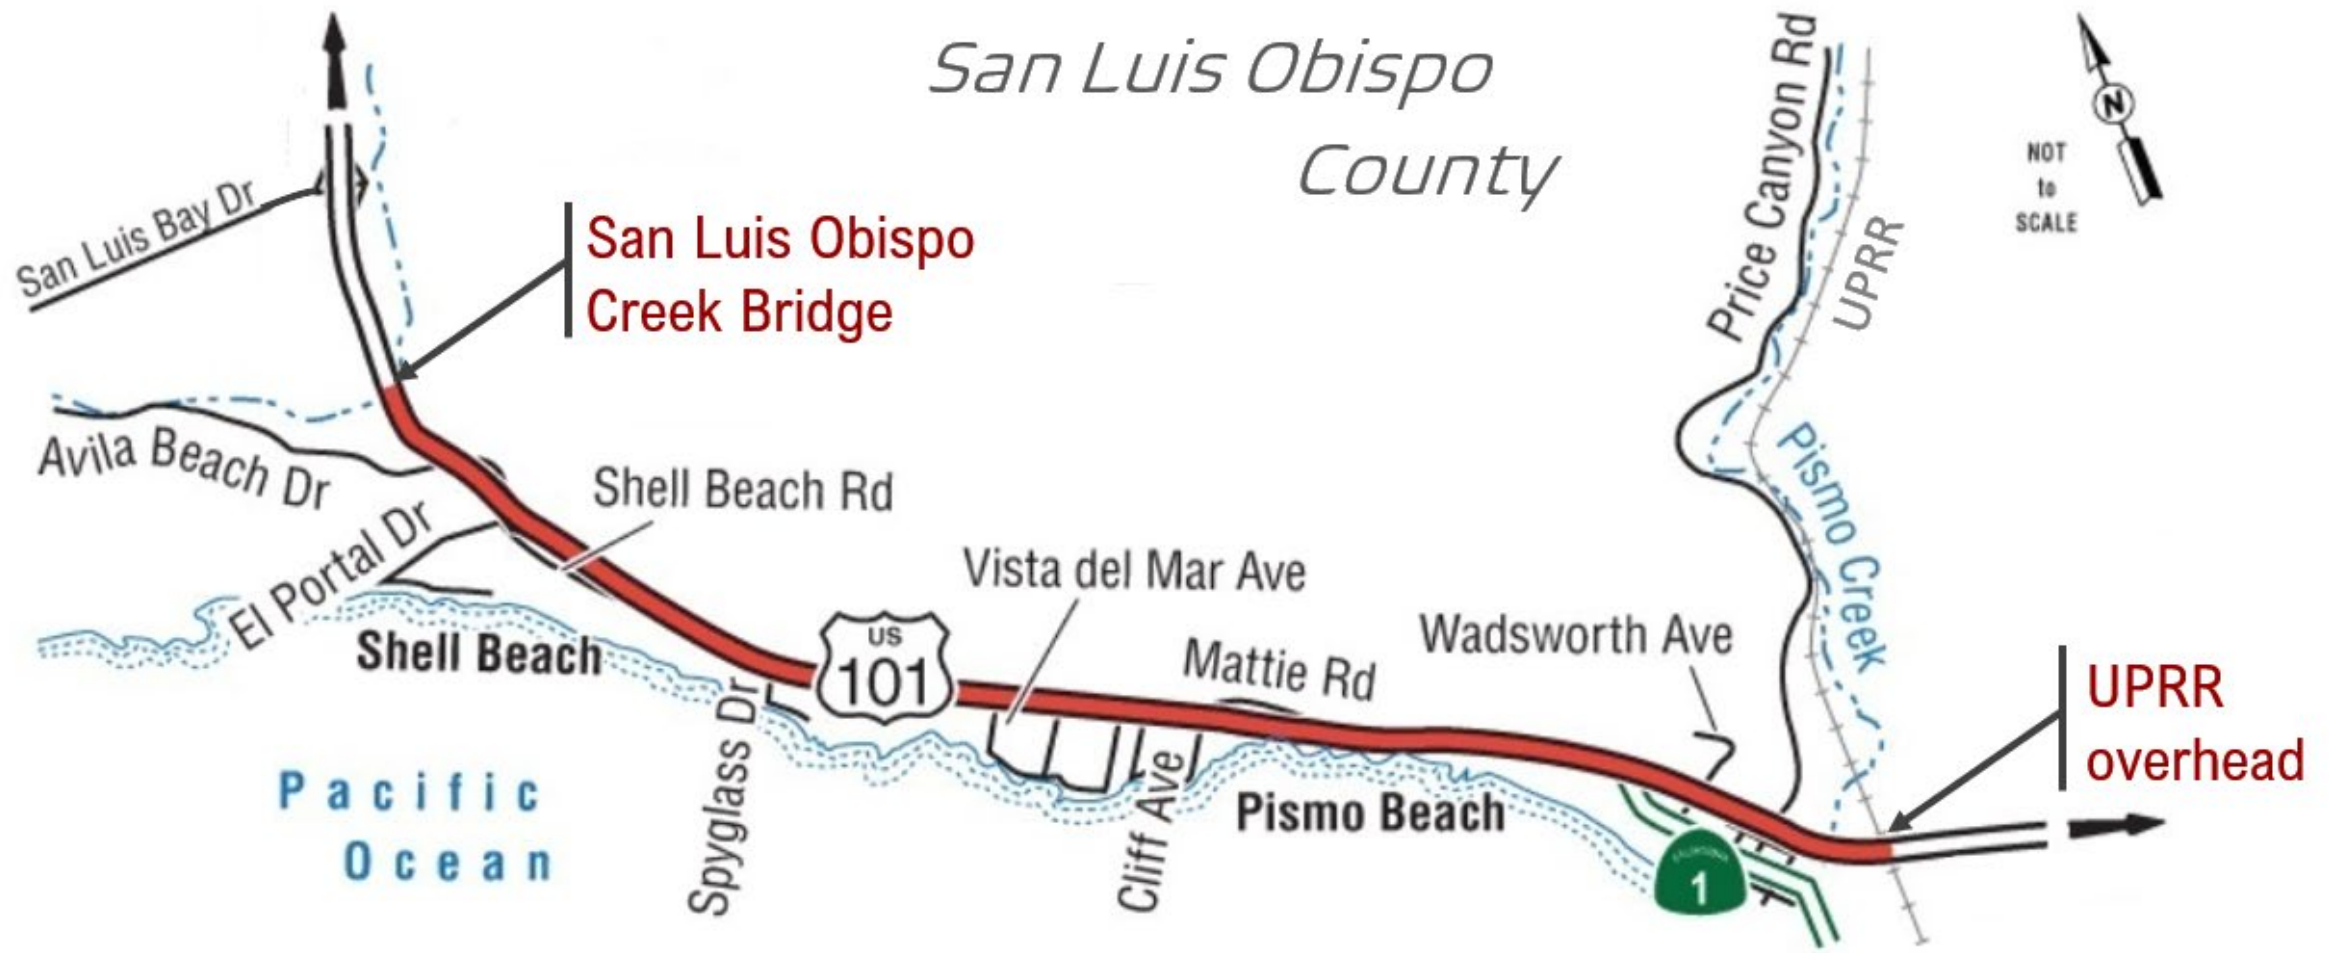 San Luis Obispo
County
Price Canyon Rd
N
NOT
to
SCALE
San Luis Bay Dr
San Luis Obispo
Creek Bridge
UPRR
Avila Beach Dr
Shell Beach Rd
El Portal Dr
Pismo Creek
Vista del Mar Ave
Wadsworth Ave
Shell Beach
US
101
Mattie Rd
UPRR
overhead
Spyglass Dr
Cliff Ave
Pismo Beach
Pacific
Ocean
1